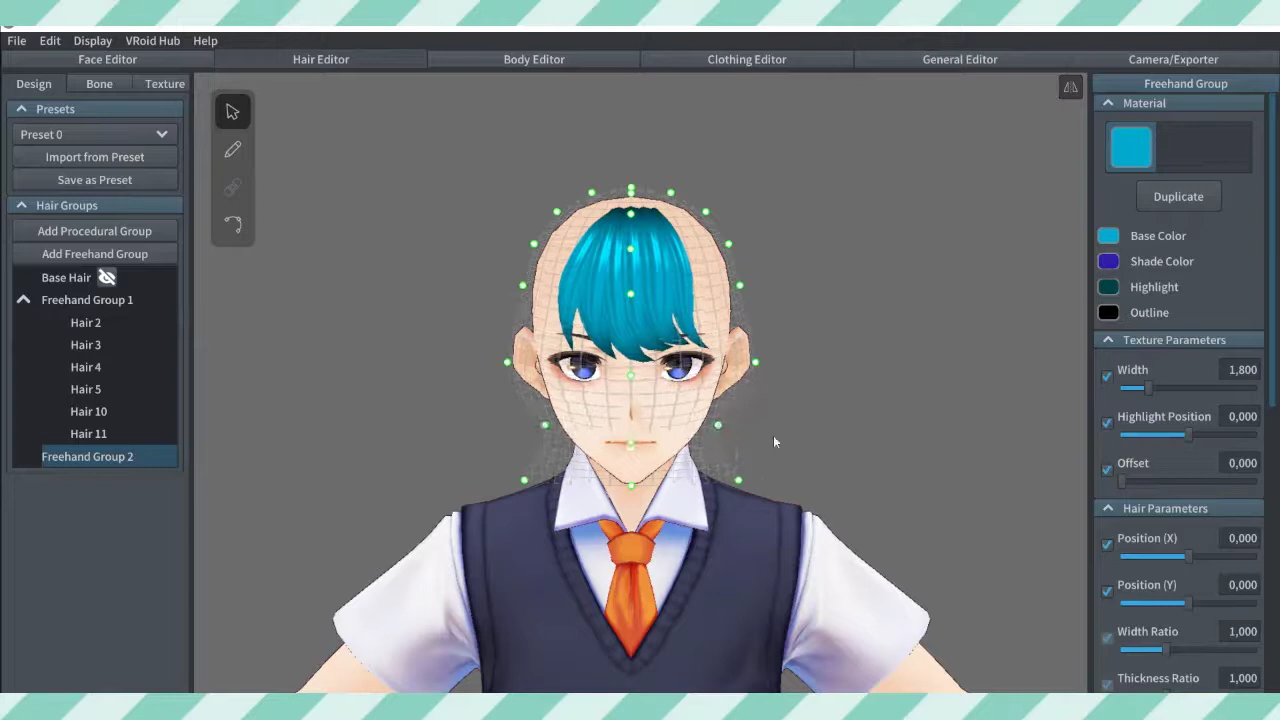 File Edit Display VRoid Hub Help
Face Editor Hair Editor Body Editor Clothing Editor General Editor Camera/Exporter
Design Bone Texture
Presets
Preset 0
Import from Preset
Save as Preset
Hair Groups
Add Procedural Group
Add Freehand Group
Base Hair
Freehand Group 1
Hair 2
Hair 3
Hair 4
Hair 5
Hair 10
Hair 11
Freehand Group 2
Freehand Group
Material
Duplicate
Base Color
Shade Color
Highlight
Outline
Texture Parameters
Width 1,800
Highlight Position 0,000
Offset 0,000
Hair Parameters
Position (X) 0,000
Position (Y) 0,000
Width Ratio 1,000
Thickness Ratio 1,000